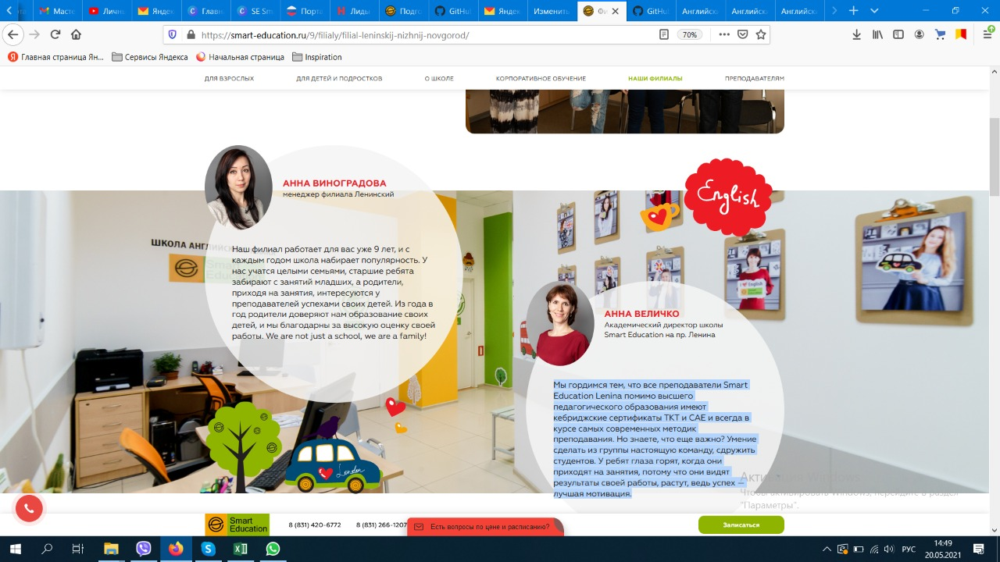 Масте
Личн
Яндек
Главн
SE Sm
Порта
Лиды
Подго
GitHu
Яндек
Изменить
GitHu
Английска
Английска
Английска
https://smart-education.ru/9/filialy/filial-leninskij-nizhnij-novgorod/
70%
Главная страница Ян...
Сервисы Яндекса
Начальная страница
Inspiration
ДЛЯ ВЗРОСЛЫХ
ДЛЯ ДЕТЕЙ И ПОДРОСТКОВ
О ШКОЛЕ
КОРПОРАТИВНОЕ ОБУЧЕНИЕ
НАШИ ФИЛИАЛЫ
ПРЕПОДАВАТЕЛЯМ
АННА ВИНОГРАДОВА
менеджер филиала Ленинский
English
ШКОЛА
Наш филиал работает для вас уже 9 лет, и с
каждым годом школа набирает популярность. У
нас учатся целыми семьями, старшие ребята
забирают с занятий младших, а родители,
приходя на занятия, интересуются у
преподавателей успехами своих детей. Из года в
год родители доверяют нам образование своих
детей, и мы благодарны за высокую оценку своей
работы. We are not just a school, we are a family!
АННА ВЕЛИЧКО
Академический директор школы
Smart Education на пр. Ленина
Мы гордимся тем, что все преподаватели Smart
Education Lenina помимо высшего
педагогического образования имеют
кебриджские сертификаты TKT и CAE и всегда в
курсе самых современных методик
преподавания. Но знаете, что еще важно? Умение
сделать из группы настоящую команду, сдружить
студентов. У ребят глаза горят, когда они
приходят на занятия, потому что они видят
результаты своей работы, растут, ведь успех —
лучшая мотивация.
London
Активация Windows
Чтобы активировать Windows, перейдите в раздел
"Параметры".
Smart
Education
8 (831) 420-6772
8 (831) 266-1207
Есть вопросы по цене и расписанию?
Записаться
РУС
14:49
20.05.2021